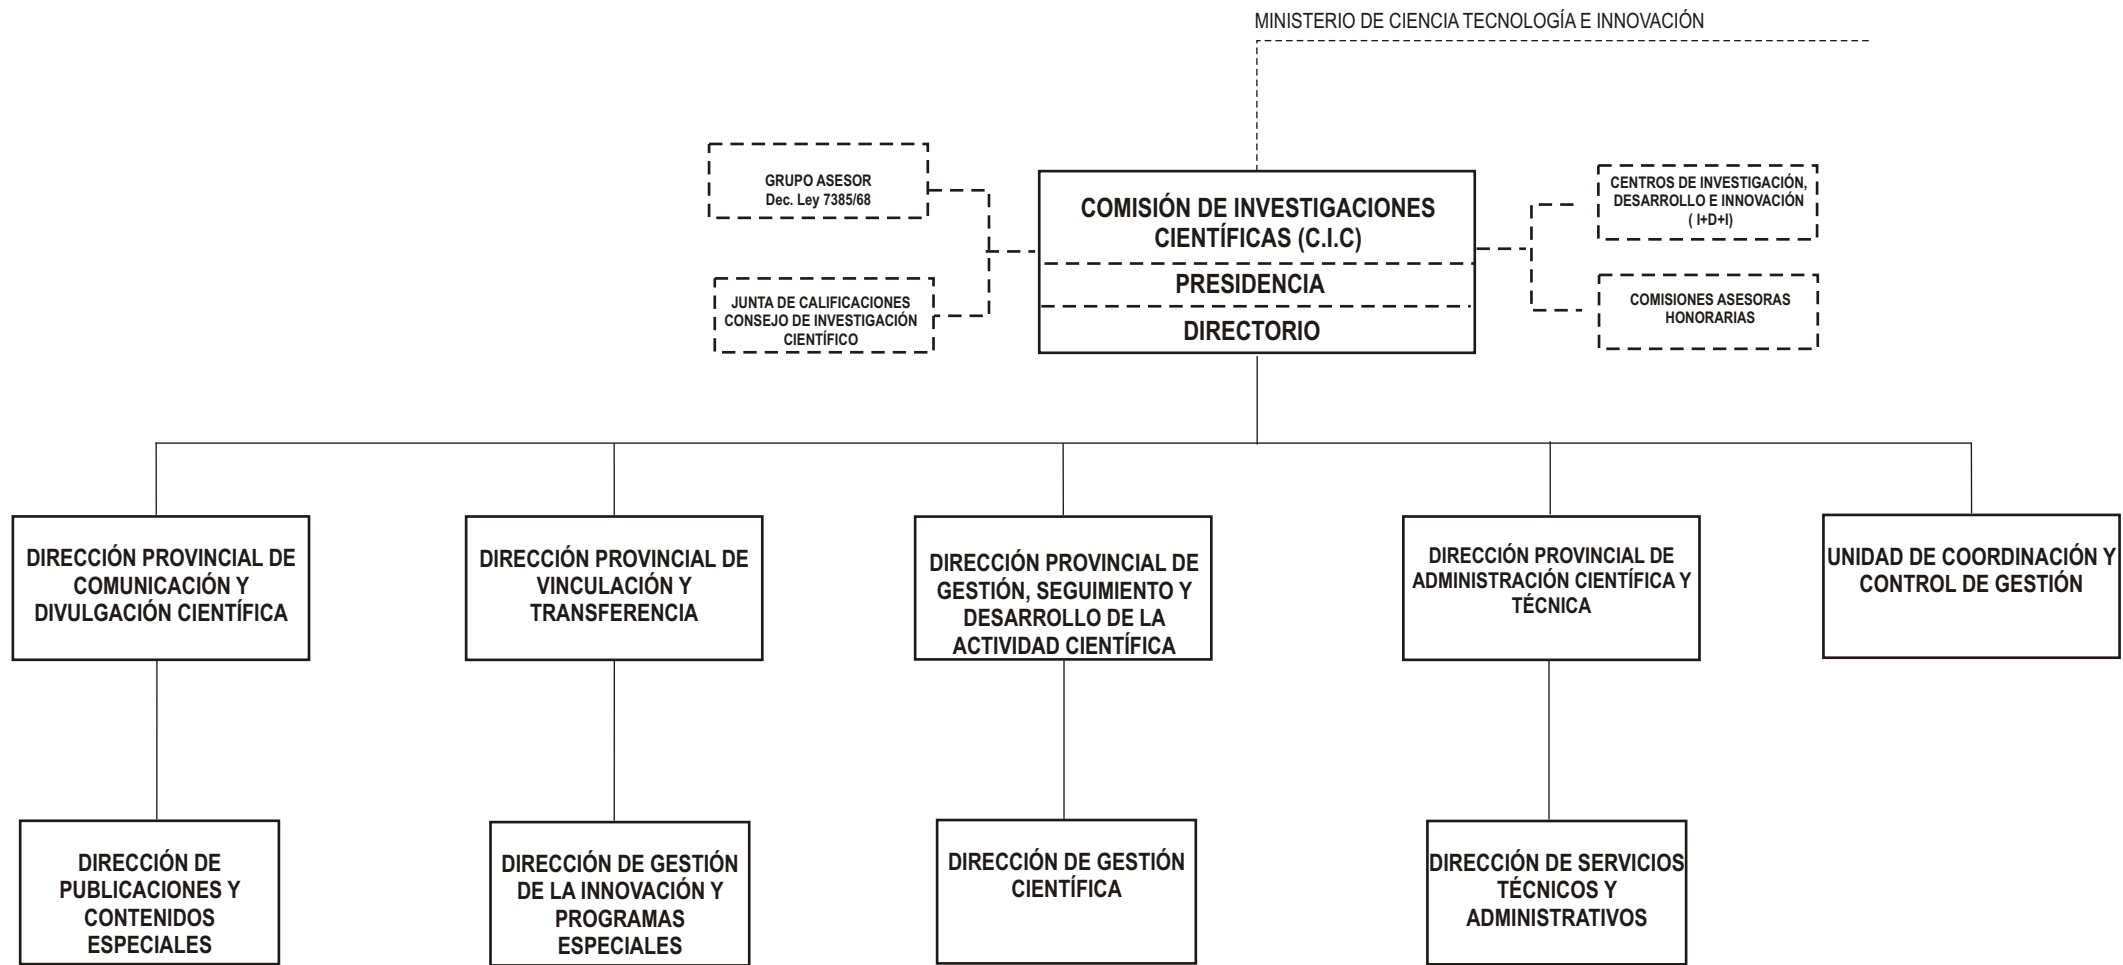 MINISTERIO DE CIENCIA TECNOLOGÍA E INNOVACIÓN
GRUPO ASESOR
Dec. Ley 7385/68
JUNTA DE CALIFICACIONES
CONSEJO DE INVESTIGACIÓN
CIENTÍFICO
COMISIÓN DE INVESTIGACIONES
CIENTÍFICAS (C.I.C)
PRESIDENCIA
DIRECTORIO
CENTROS DE INVESTIGACIÓN,
DESARROLLO E INNOVACIÓN
( I+D+I)
COMISIONES ASESORAS
HONORARIAS
DIRECCIÓN PROVINCIAL DE
COMUNICACIÓN Y
DIVULGACIÓN CIENTÍFICA
DIRECCIÓN PROVINCIAL DE
VINCULACIÓN Y
TRANSFERENCIA
DIRECCIÓN PROVINCIAL DE
GESTIÓN, SEGUIMIENTO Y
DESARROLLO DE LA
ACTIVIDAD CIENTÍFICA
DIRECCIÓN PROVINCIAL DE
ADMINISTRACIÓN CIENTÍFICA Y
TÉCNICA
UNIDAD DE COORDINACIÓN Y
CONTROL DE GESTIÓN
DIRECCIÓN DE
PUBLICACIONES Y
CONTENIDOS
ESPECIALES
DIRECCIÓN DE GESTIÓN
DE LA INNOVACIÓN Y
PROGRAMAS
ESPECIALES
DIRECCIÓN DE GESTIÓN
CIENTÍFICA
DIRECCIÓN DE SERVICIOS
TÉCNICOS Y
ADMINISTRATIVOS